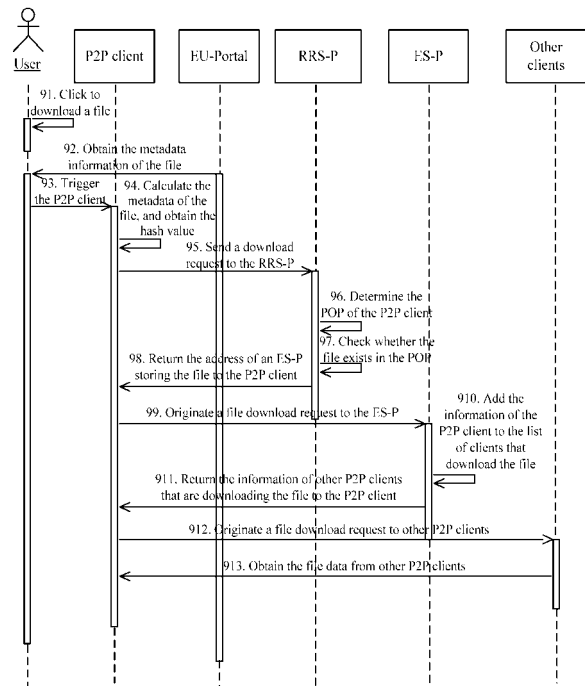 User
P2P client
EU-Portal
RRS-P
ES-P
Other
clients
91. Click to
download a file
92. Obtain the metadata
information of the file
93. Trigger
the P2P client
94. Calculate the
metadata of the
file, and obtain the
hash value
95. Send a download
request to the RRS-P
96. Determine the
POP of the P2P client
97. Check whether the
file exists in the POP
98. Return the address of an ES-P
storing the file to the P2P client
99. Originate a file download request to the ES-P
910. Add the
information of the
P2P client to the list
of clients that
download the file
911. Return the information of other P2P clients
that are downloading the file to the P2P client
912. Originate a file download request to other P2P clients
913. Obtain the file data from other P2P clients